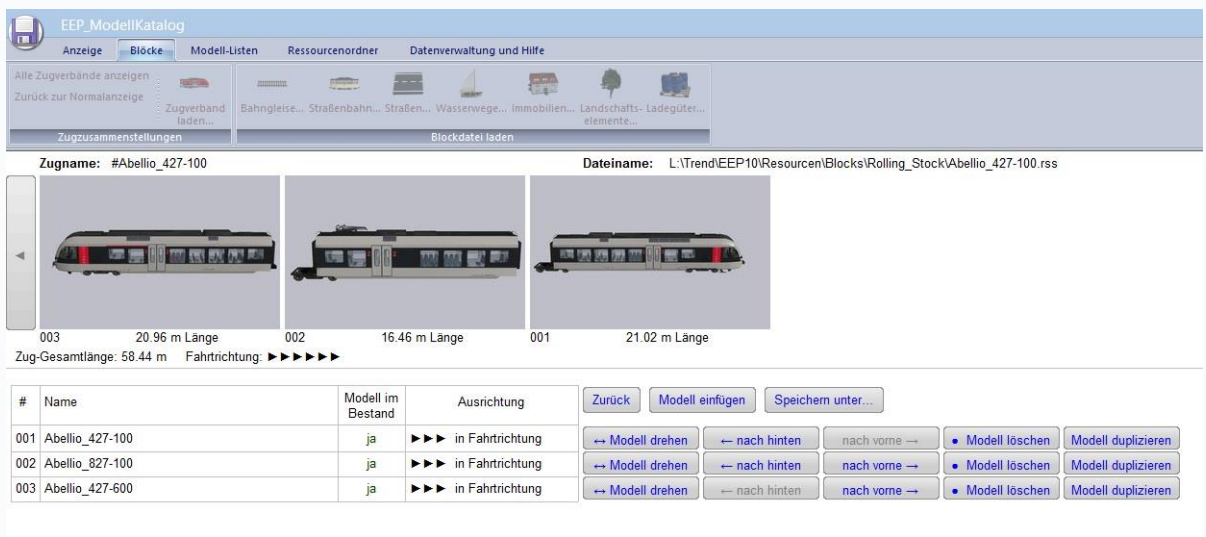 EEP_ModellKatalog
Anzeige Blöcke Modell-Listen Ressourcenordner Datenverwaltung und Hilfe
Alle Zugverbände anzeigen
Zurück zur Normalanzeige
Zugverband laden...
Bahngleise... Straßenbahn... Straßen... Wasserwege... Immobilien... Landschafts-elemente... Ladegüter...
Zugzusammenstellungen Blockdatei laden
Zugname: #Abellio_427-100 Dateiname: L:\Trend\EEP10\Resourcen\Blocks\Rolling_Stock\Abellio_427-100.rss
003 20.96 m Länge 002 16.46 m Länge 001 21.02 m Länge
Zug-Gesamtlänge: 58.44 m Fahrtrichtung: ►►►►►►
# Name Modell im Bestand Ausrichtung Zurück Modell einfügen Speichern unter...
001 Abellio_427-100 ja ►►► in Fahrtrichtung ↔ Modell drehen ← nach hinten nach vorne → • Modell löschen Modell duplizieren
002 Abellio_827-100 ja ►►► in Fahrtrichtung ↔ Modell drehen ← nach hinten nach vorne → • Modell löschen Modell duplizieren
003 Abellio_427-600 ja ►►► in Fahrtrichtung ↔ Modell drehen ← nach hinten nach vorne → • Modell löschen Modell duplizieren